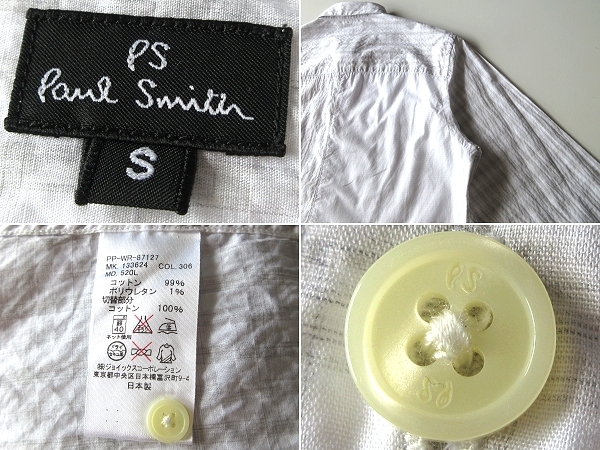 PS
Paul Smith
S
PP-WR-87127
MK. 133624 COL. 306
MD. 520L
コットン 99%
ポリウレタン 1%
切替部分
コットン 100%
ネット使用
㈱ジョイックスコーポレーション
東京都中央区日本橋富沢町9-4
日本製
PS
PS